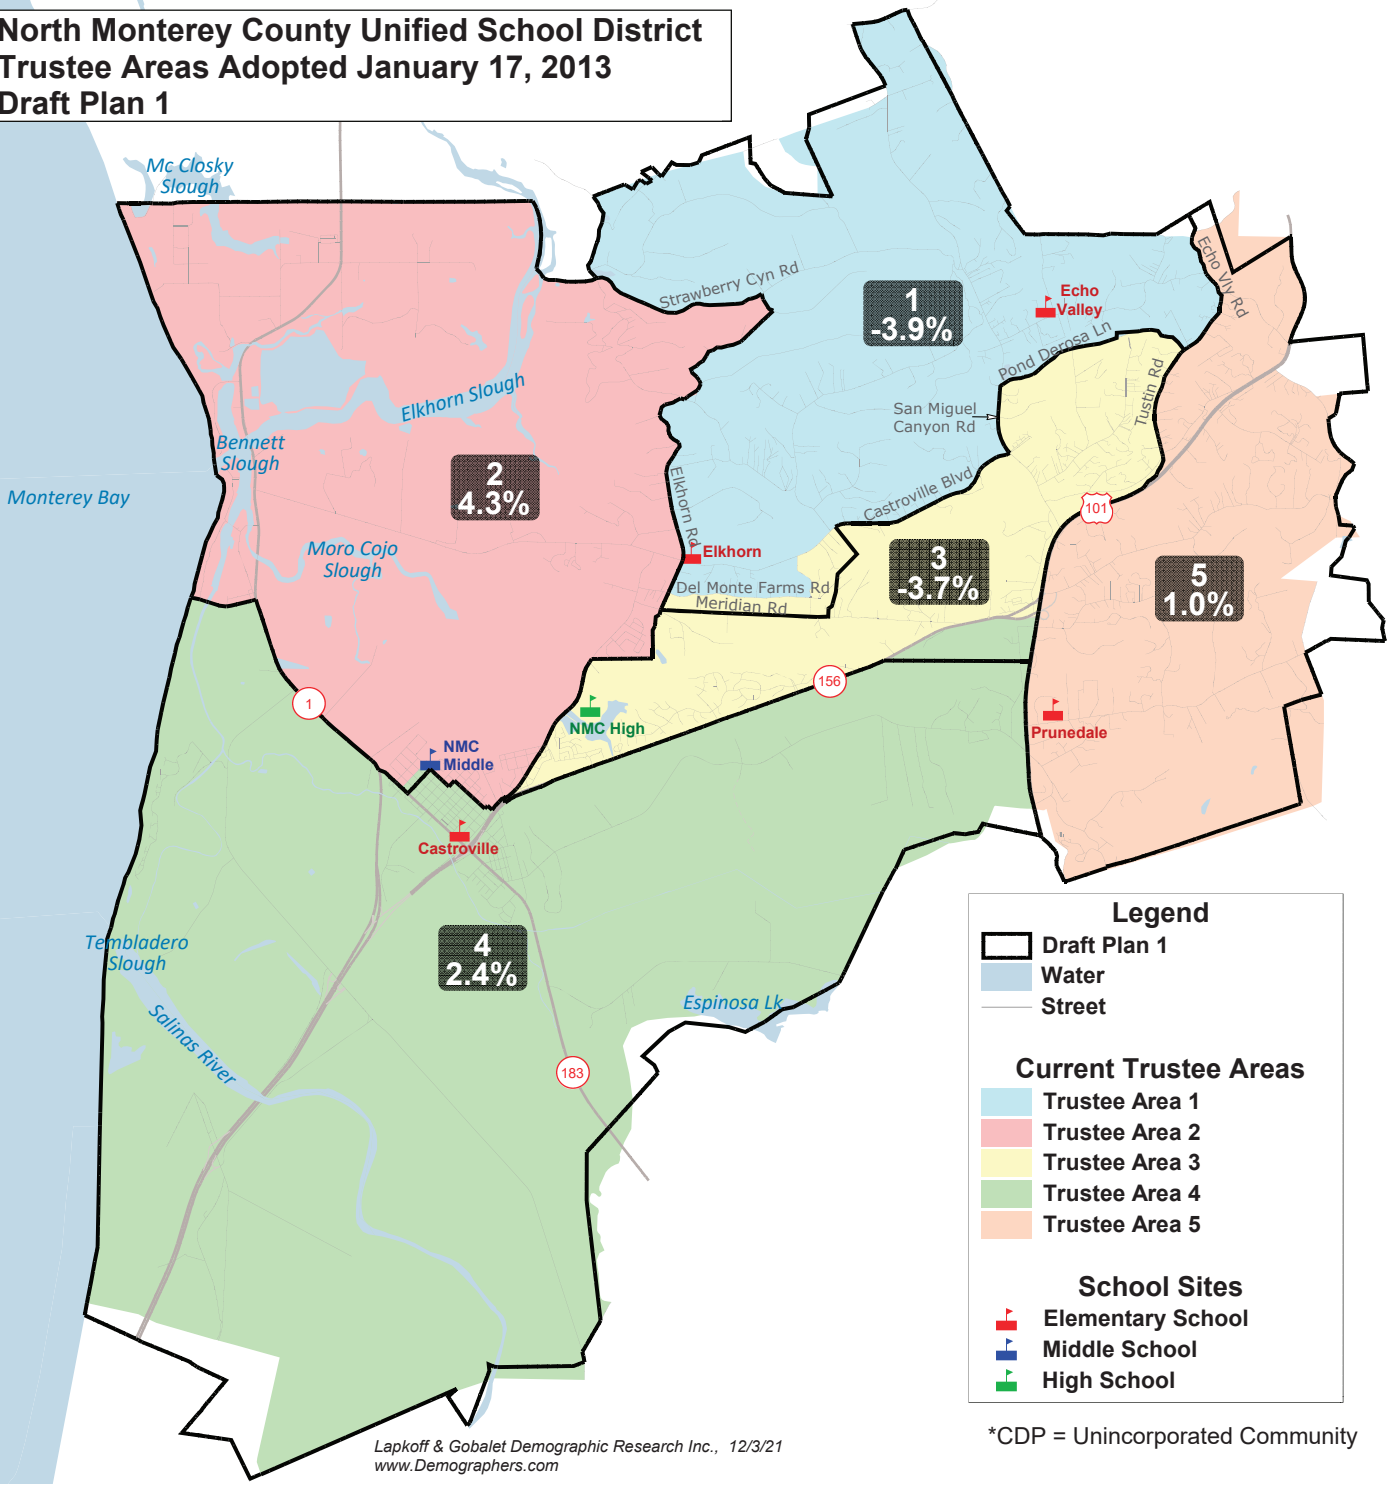 North Monterey County Unified School District
Trustee Areas Adopted January 17, 2013
Draft Plan 1
Mc Closky
Slough
Strawberry Cyn Rd
1
-3.9%
Echo
Valley
Echo Vly Rd
Pond Derosa Ln
Tustin Rd
San Miguel
Canyon Rd
Elkhorn Slough
Bennett
Slough
Monterey Bay
2
4.3%
Elkhorn Rd
Castroville Blvd
101
Moro Cojo
Slough
Elkhorn
3
-3.7%
5
1.0%
Del Monte Farms Rd
Meridian Rd
156
1
NMC High
Prunedale
NMC
Middle
Castroville
4
2.4%
Tembladero
Slough
Salinas River
Espinosa Lk
183
Legend
Draft Plan 1
Water
Street
Current Trustee Areas
Trustee Area 1
Trustee Area 2
Trustee Area 3
Trustee Area 4
Trustee Area 5
School Sites
Elementary School
Middle School
High School
*CDP = Unincorporated Community
Lapkoff & Gobalet Demographic Research Inc., 12/3/21
www.Demographers.com